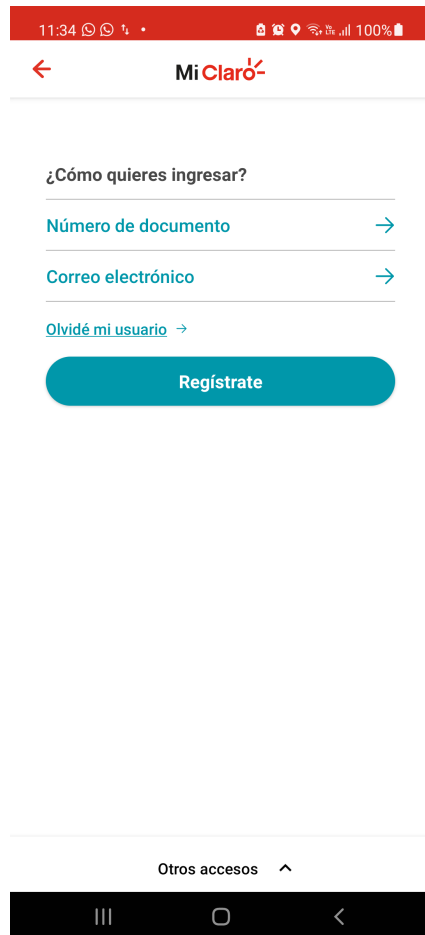 11:34
100%
Mi Claro
¿Cómo quieres ingresar?
Número de documento
Correo electrónico
Olvidé mi usuario
Regístrate
Otros accesos